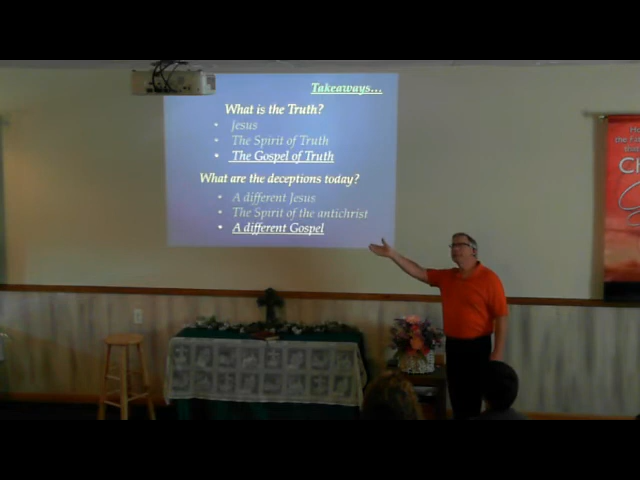 Takeaways...
What is the Truth?
• Jesus
• The Spirit of Truth
• The Gospel of Truth
What are the deceptions today?
• A different Jesus
• The Spirit of the antichrist
• A different Gospel